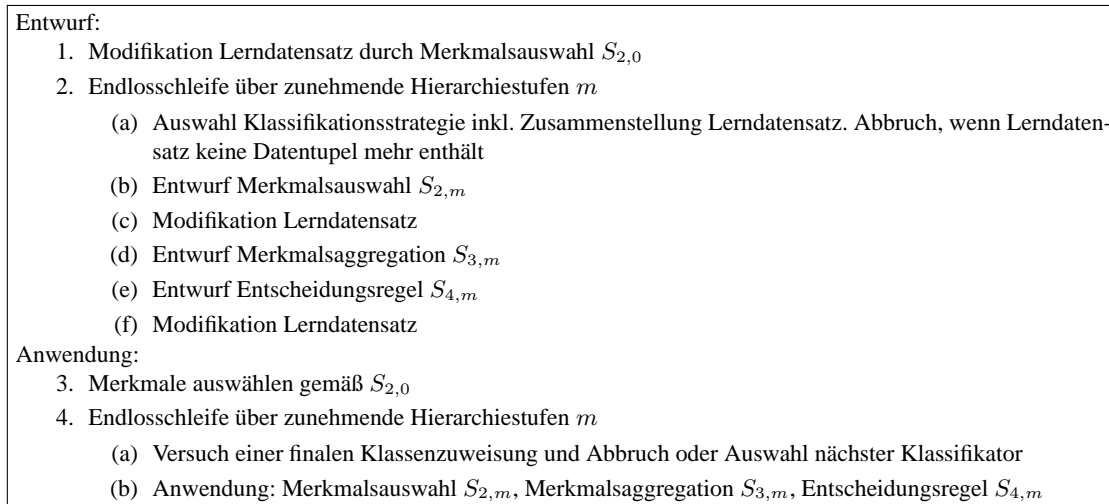 Entwurf:
1. Modifikation Lerndatensatz durch Merkmalsauswahl S_{2,0}
2. Endlosschleife über zunehmende Hierarchiestufen m
(a) Auswahl Klassifikationsstrategie inkl. Zusammenstellung Lerndatensatz. Abbruch, wenn Lerndaten-
satz keine Datentupel mehr enthält
(b) Entwurf Merkmalsauswahl S_{2,m}
(c) Modifikation Lerndatensatz
(d) Entwurf Merkmalsaggregation S_{3,m}
(e) Entwurf Entscheidungsregel S_{4,m}
(f) Modifikation Lerndatensatz
Anwendung:
3. Merkmale auswählen gemäß S_{2,0}
4. Endlosschleife über zunehmende Hierarchiestufen m
(a) Versuch einer finalen Klassenzuweisung und Abbruch oder Auswahl nächster Klassifikator
(b) Anwendung: Merkmalsauswahl S_{2,m}, Merkmalsaggregation S_{3,m}, Entscheidungsregel S_{4,m}